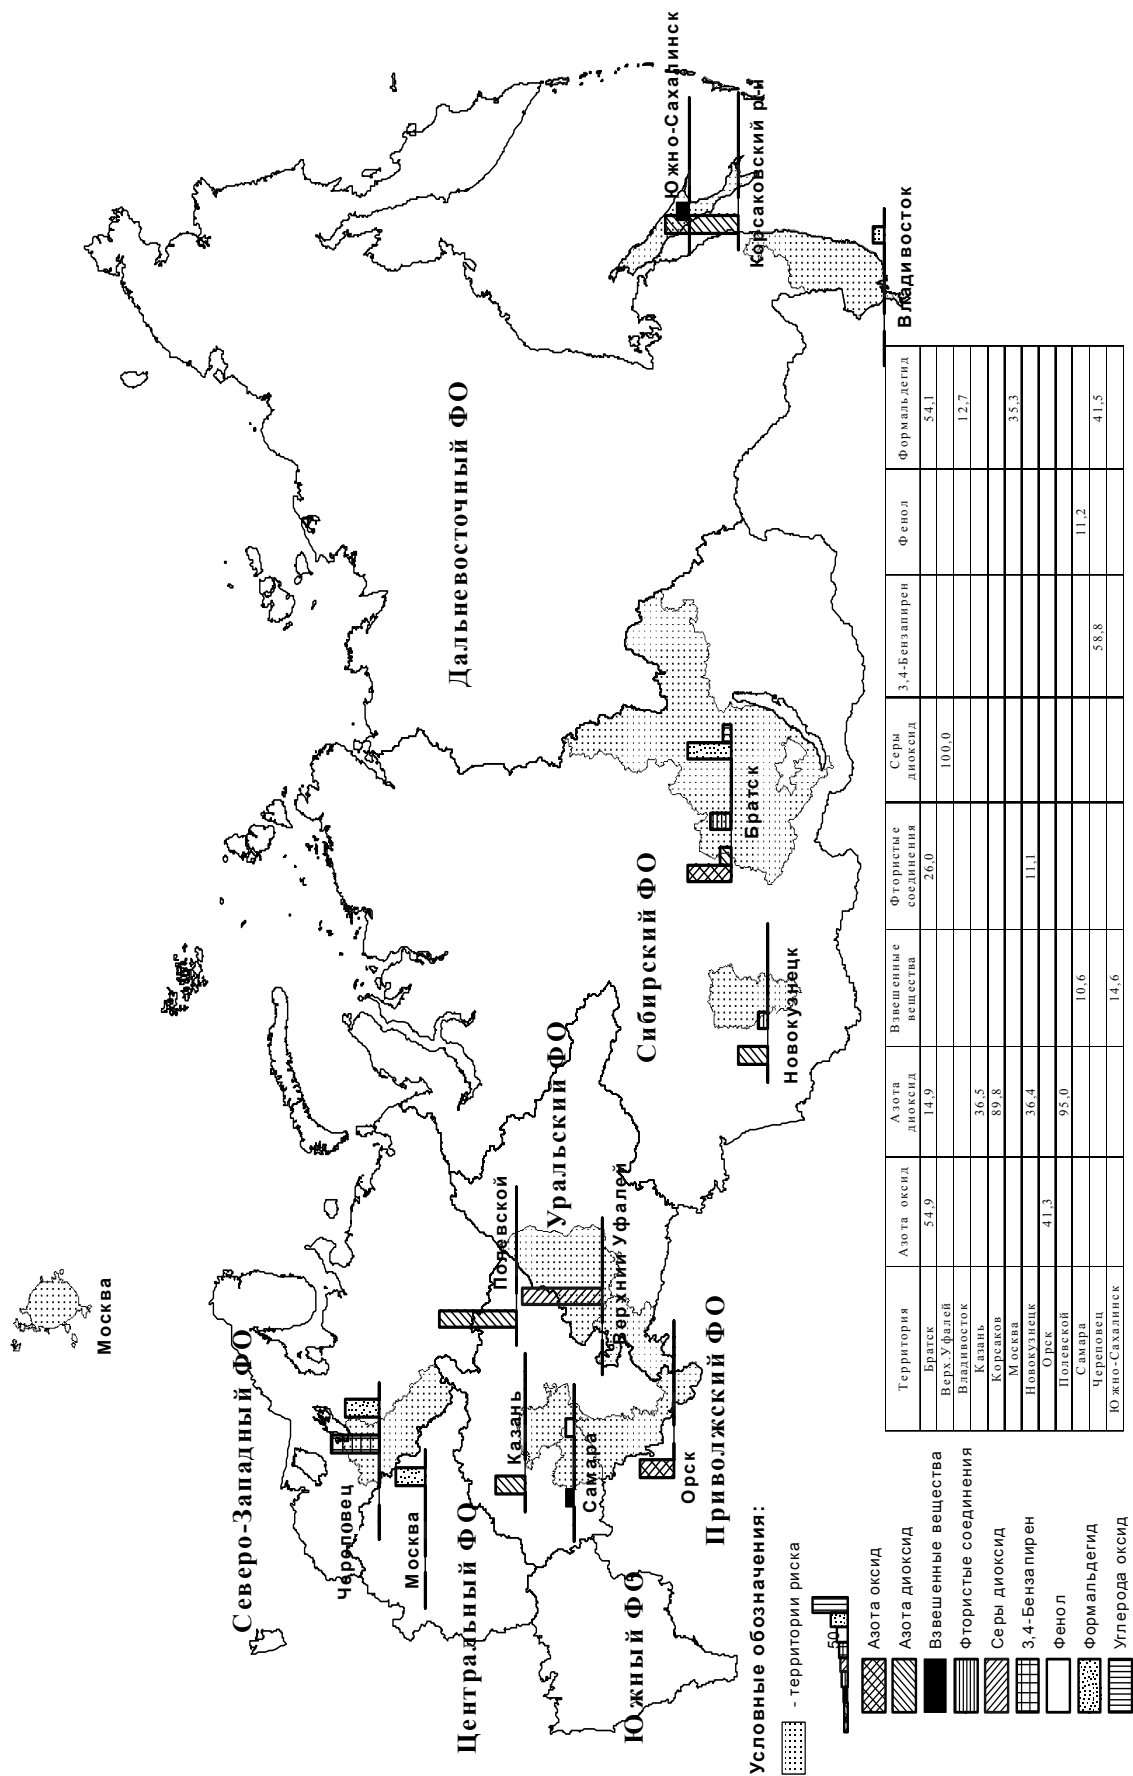 Москва
Северо-Западный ФО
Череповец
Москва
Центральный ФО
Южный ФО
Казань
Самара
Орск
Приволжский ФО
Полевской
Уральский ФО
Верхний Уфалей
Сибирский ФО
Новокузнецк
Братск
Дальневосточный ФО
Южно-Сахалинск
Корсаковский р-н
Владивосток
Условные обозначения:
- территории риска
50
Азота оксид
Азота диоксид
Взвешенные вещества
Фтористые соединения
Серы диоксид
3,4-Бензапирен
Фенол
Формальдегид
Углерода оксид
Территория Азота оксид Азота диоксид Взвешенные вещества Фтористые соединения Серы диоксид 3,4-Бензапирен Фенол Формальдегид
Братск 54,9 14,9 26,0 54,1
Верх.Уфалей 100,0
Владивосток 12,7
Казань 36,5
Корсаков 89,8
Москва 35,3
Новокузнецк 36,4 11,1
Орск 41,3
Полевской 95,0
Самара 10,6 11,2
Череповец 58,8 41,5
Южно-Сахалинск 14,6